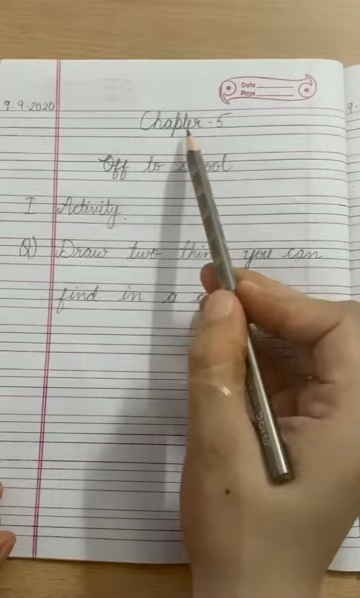 Date
Page
9-9-2020
Chapter-5
Off to
I Activity.
Q) Draw two you can
find in a